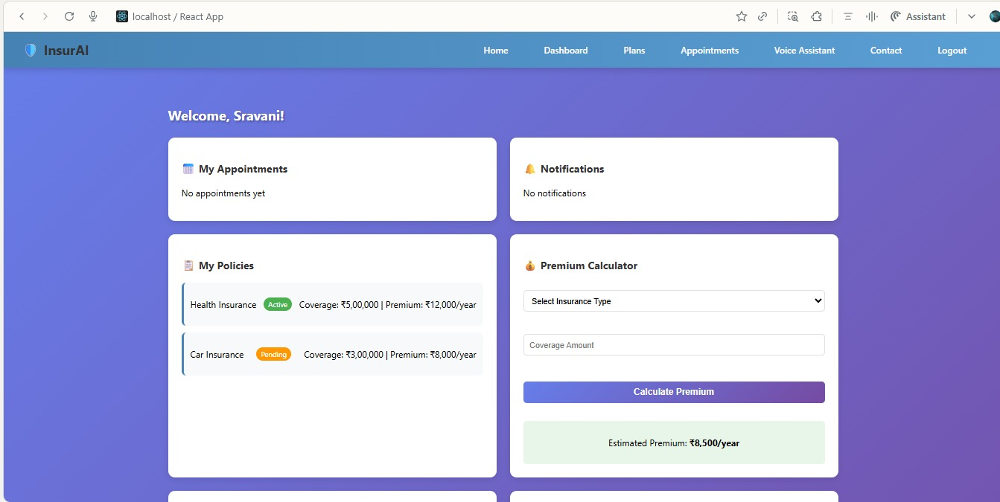 localhost / React App
Assistant
InsurAI
Home Dashboard Plans Appointments Voice Assistant Contact Logout
Welcome, Sravani!
My Appointments
No appointments yet
Notifications
No notifications
My Policies
Health Insurance Active Coverage: ₹5,00,000 | Premium: ₹12,000/year
Car Insurance Pending Coverage: ₹3,00,000 | Premium: ₹8,000/year
Premium Calculator
Select Insurance Type
Coverage Amount
Calculate Premium
Estimated Premium: ₹8,500/year